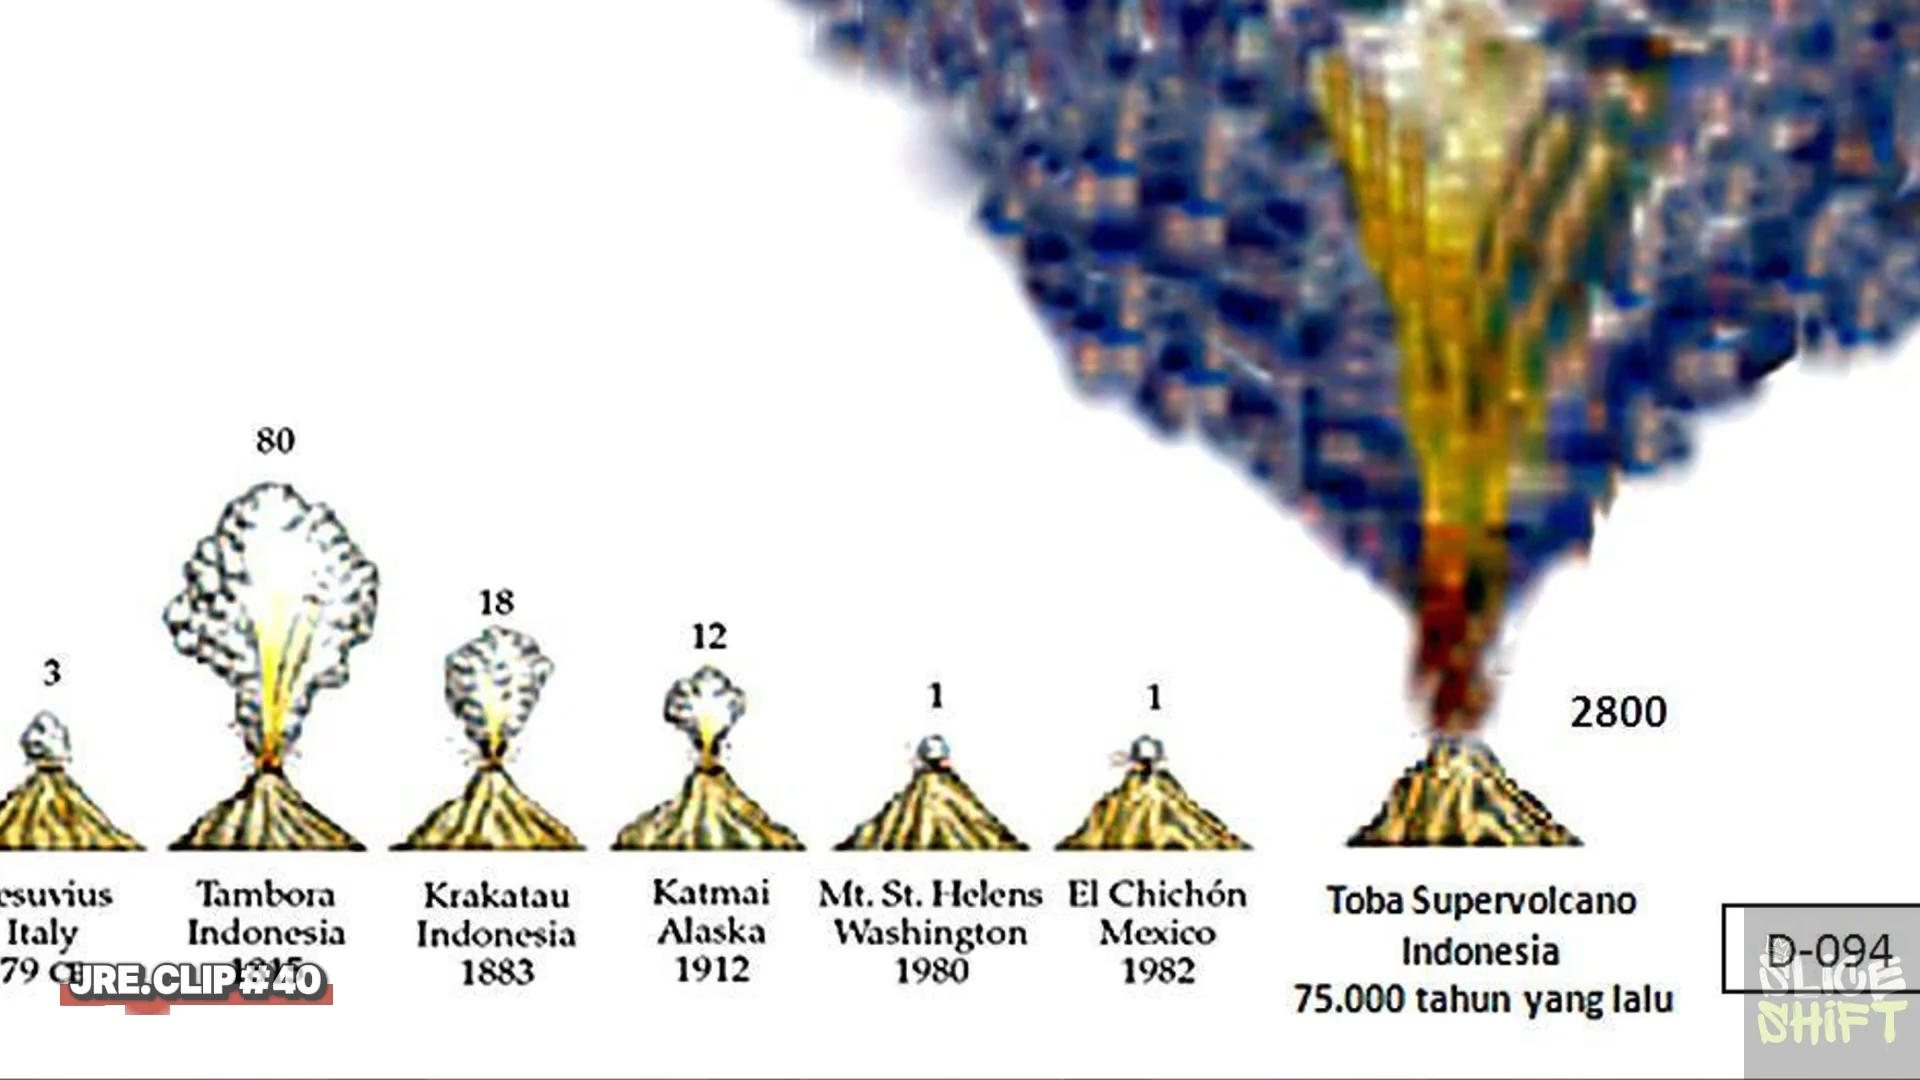 80
18
12
3
1
1
2800
esuvius
Italy
79
Tambora
Indonesia
Krakatau
Indonesia
1883
Katmai
Alaska
1912
Mt. St. Helens
Washington
1980
El Chichón
Mexico
1982
Toba Supervolcano
Indonesia
75.000 tahun yang lalu
D-094
JRE.CLIP#40
SLICE
SHIFT